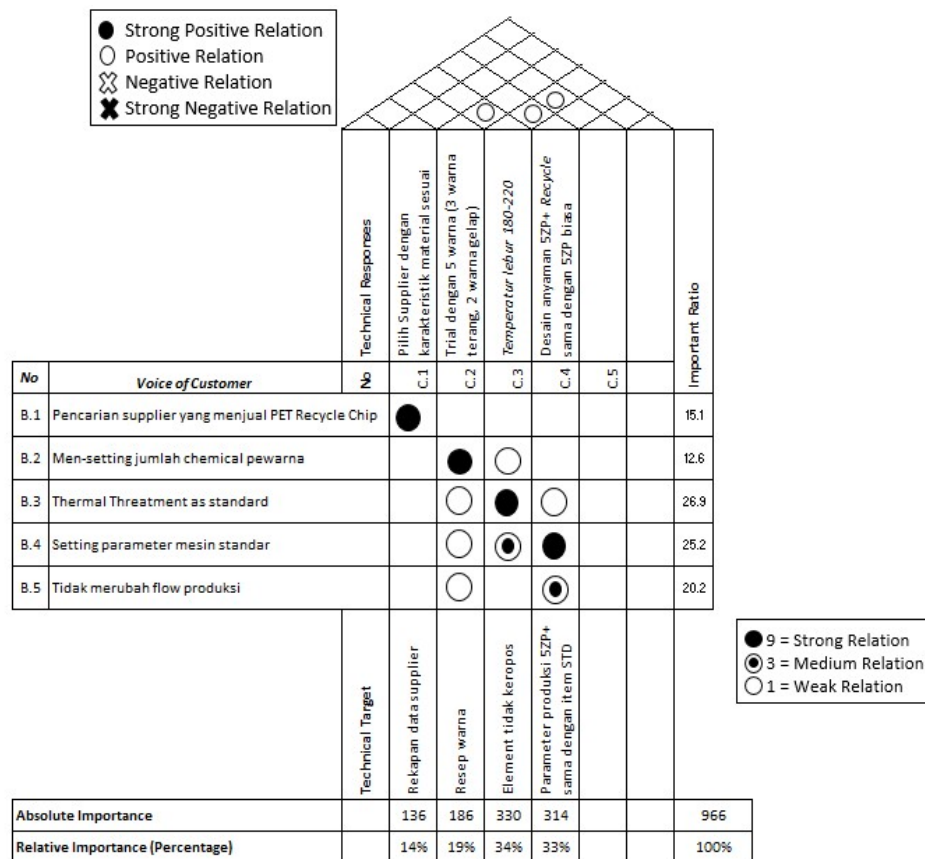 Strong Positive Relation
Positive Relation
Negative Relation
Strong Negative Relation
Technical Responses
Pilih Supplier dengan
karakteristik material sesuai
Trial dengan 5 warna (3 warna
terang, 2 warna gelap)
Temperatur lebur 180-220
Desain anyaman 5ZP+ Recycle
sama dengan 5ZP biasa
Important Ratio
No Voice of Customer No C.1 C.2 C.3 C.4 C.5
B.1 Pencarian supplier yang menjual PET Recycle Chip 15.1
B.2 Men-setting jumlah chemical pewarna 12.6
B.3 Thermal Threatment as standard 26.9
B.4 Setting parameter mesin standar 25.2
B.5 Tidak merubah flow produksi 20.2
9 = Strong Relation
3 = Medium Relation
1 = Weak Relation
Technical Target
Rekapan data supplier
Resep warna
Element tidak keropos
Parameter produksi 5ZP+
sama dengan item STD
Absolute Importance 136 186 330 314 966
Relative Importance (Percentage) 14% 19% 34% 33% 100%